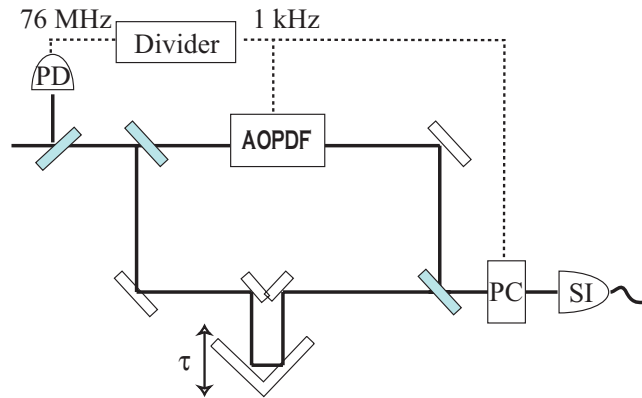 76 MHz
1 kHz
Divider
PD
AOPDF
PC
SI
τ